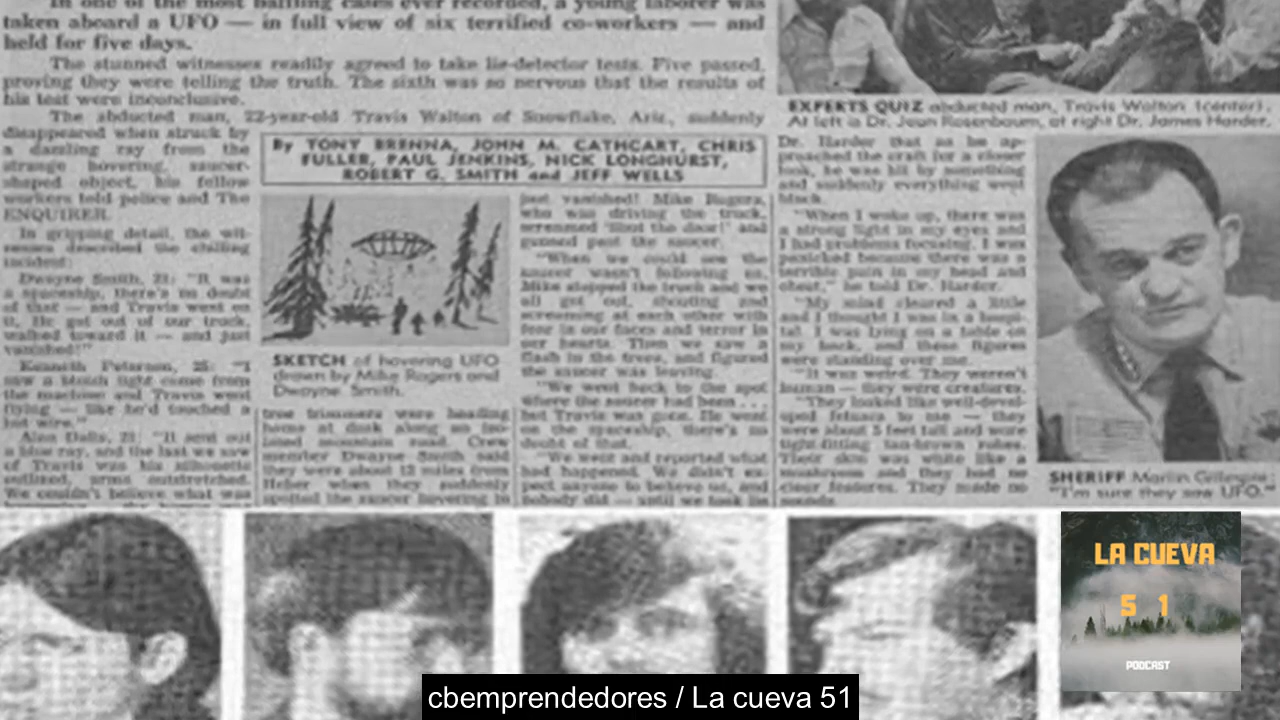 In one of the most baffling cases ever recorded, a young laborer was
taken aboard a UFO — in full view of six terrified co-workers — and
held for five days.
The stunned witnesses readily agreed to take lie-detector tests. Five passed,
proving they were telling the truth. The sixth was so nervous that the results of
his test were inconclusive.
The abducted man, 22-year-old Travis Walton of Snowflake, Ariz., suddenly
disappeared when struck by
a dazzling ray from the
strange hovering, saucer-
shaped object, his fellow
workers told police and The
ENQUIRER.
In gripping detail, the wit-
nesses described the chilling
incident:
Dwayne Smith, 21: "It was
a spaceship, there's no doubt
of that — and Travis went on
it. He got out of our truck,
walked toward it — and just
vanished!"
Kenneth Peterson, 25: "I
saw a bluish light come from
the machine and Travis went
flying — like he'd touched a
hot wire."
Alan Dalis, 21: "It sent out
a blue ray, and the last we saw
of Travis was his silhouette
outlined, arms outstretched.
We couldn't believe what was
By TONY BRENNA, JOHN M. CATHCART, CHRIS
FULLER, PAUL JENKINS, NICK LONGHURST,
ROBERT G. SMITH and JEFF WELLS
SKETCH of hovering UFO
drawn by Mike Rogers and
Dwayne Smith.
tree trimmers were heading
home at dusk along an iso-
lated mountain road. Crew
member Dwayne Smith said
they were about 12 miles from
Heber when they suddenly
spotted the saucer hovering in
just vanished! Mike Rogers,
who was driving the truck,
screamed 'Shut the door!' and
gunned past the saucer.
"When we could see the
saucer wasn't following us,
Mike stopped the truck and we
all got out, shouting and
screaming at each other with
fear in our faces and terror in
our hearts. Then we saw a
flash in the trees, and figured
the saucer was leaving.
"We went back to the spot
where the saucer had been . . .
but Travis was gone. He went
on the spaceship, there's no
doubt of that.
"We went and reported what
had happened. We didn't ex-
pect anyone to believe us, and
nobody did — until we took lie
EXPERTS QUIZ abducted man, Travis Walton (center).
At left is Dr. Jean Rosenbaum, at right Dr. James Harder.
Dr. Harder that as he ap-
proached the craft for a closer
look, he was hit by something
and suddenly everything went
black.
"When I woke up, there was
a strong light in my eyes and
I had problems focusing. I was
panicked because there was a
terrible pain in my head and
chest," he told Dr. Harder.
"My mind cleared a little
and I thought I was in a hospi-
tal. I was lying on a table on
my back, and these figures
were standing over me.
"It was weird. They weren't
human — they were creatures.
"They looked like well-devel-
oped fetuses to me — they
were about 5 feet tall and wore
tight-fitting tan-brown robes.
Their skin was white like a
mushroom and they had no
clear features. They made no
sounds.
SHERIFF Marlin Gillespie:
"I'm sure they saw UFO."
LA CUEVA
5 1
PODCAST
cbemprendedores / La cueva 51